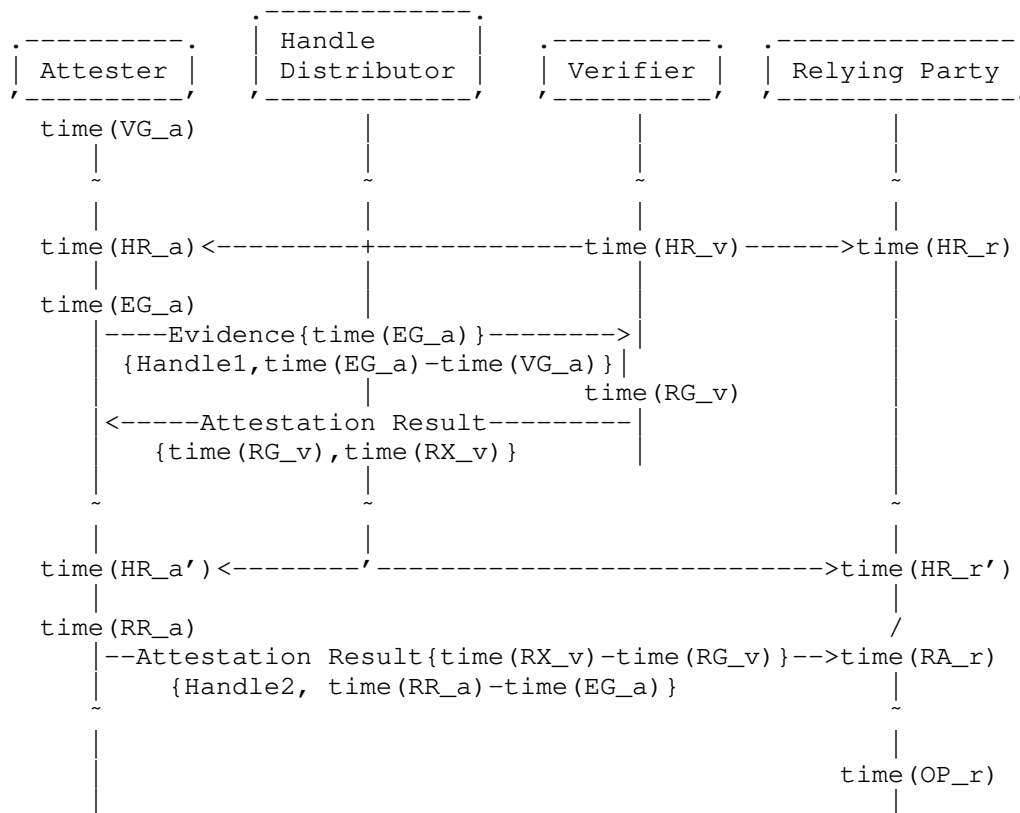 Handle
Attester Distributor Verifier Relying Party
time(VG_a)
time(HR_a)<---------+-------------time(HR_v)------>time(HR_r)
time(EG_a)
----Evidence{time(EG_a)}-------->
{Handle1,time(EG_a)-time(VG_a)}
time(RG_v)
<-----Attestation Result---------
{time(RG_v),time(RX_v)}
time(HR_a')<--------'---------------------------->time(HR_r')
time(RR_a)
--Attestation Result{time(RX_v)-time(RG_v)}-->time(RA_r)
{Handle2, time(RR_a)-time(EG_a)}
time(OP_r)